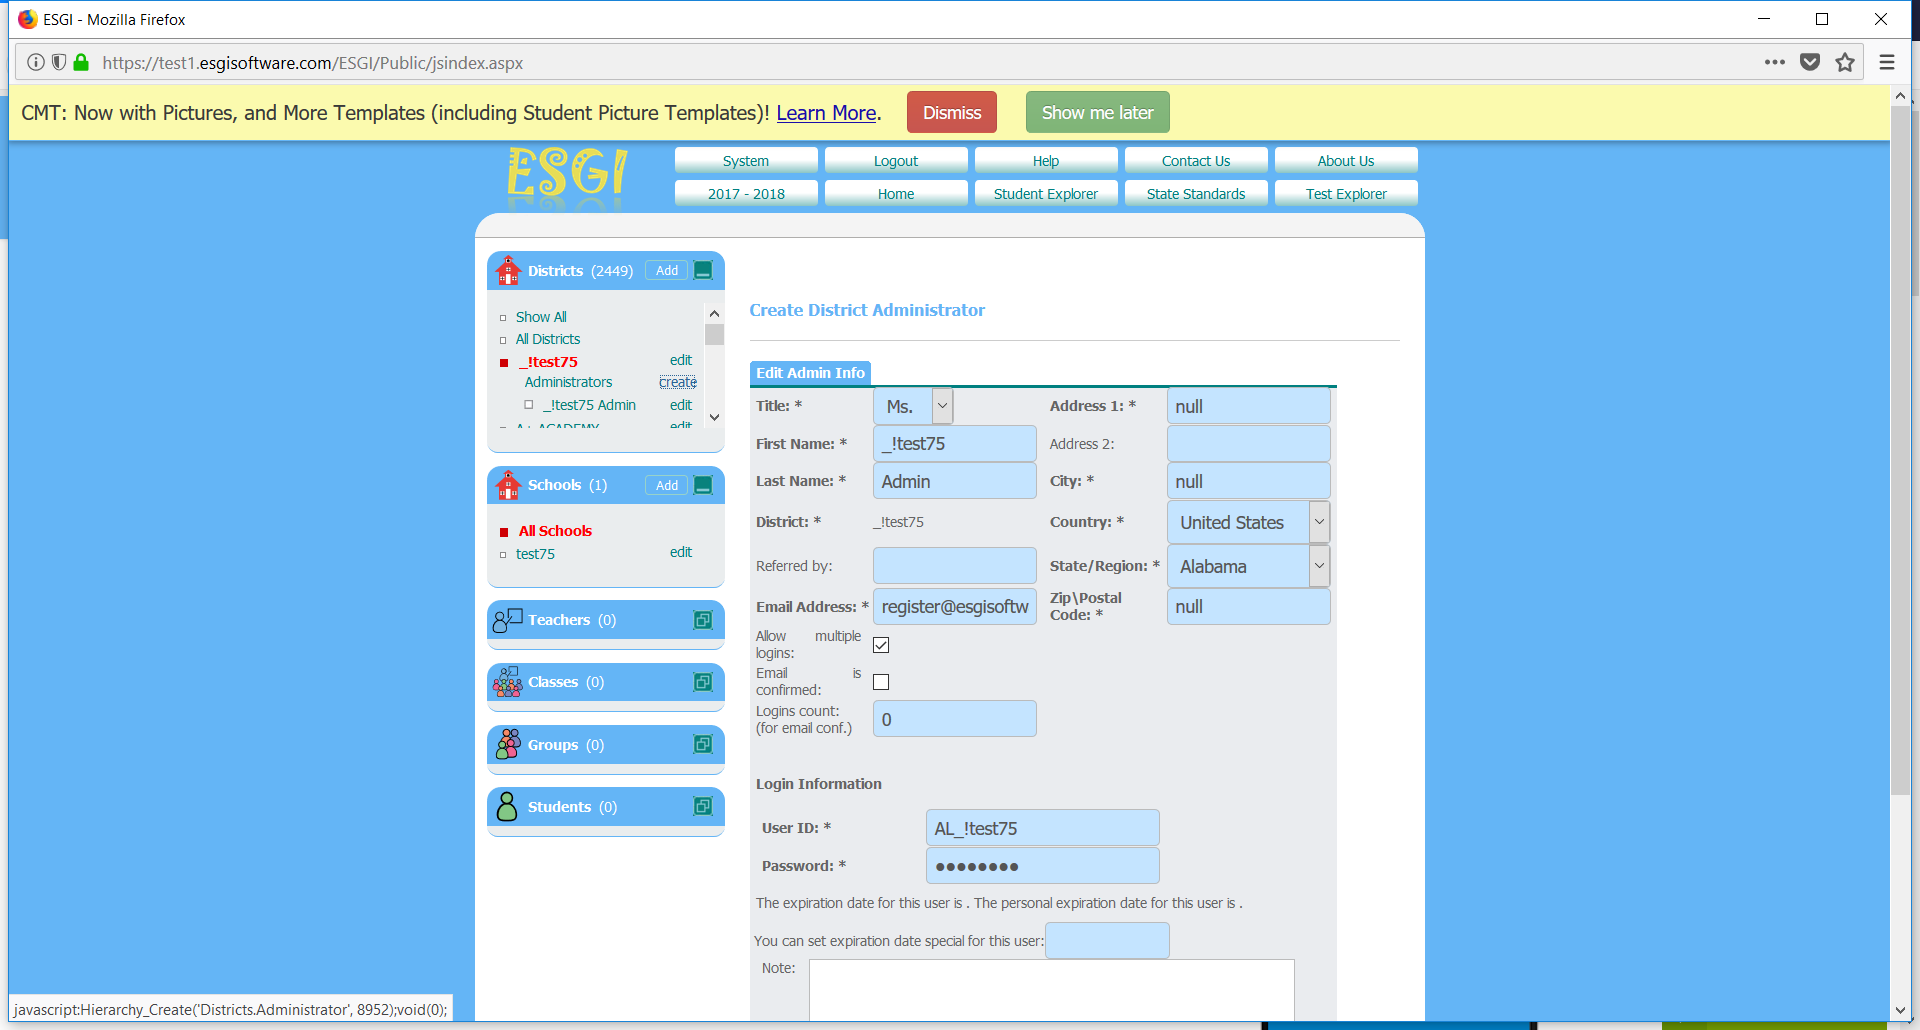 ESGI - Mozilla Firefox
https://test1.esgisoftware.com/ESGI/Public/jsindex.aspx
CMT: Now with Pictures, and More Templates (including Student Picture Templates)! Learn More. Dismiss Show me later
ESGI
System Logout Help Contact Us About Us
2017 - 2018 Home Student Explorer State Standards Test Explorer
Districts (2449) Add
Show All
All Districts
_!test75 edit
Administrators create
_!test75 Admin edit
A+ ACADEMY edit
Schools (1) Add
All Schools
test75 edit
Teachers (0)
Classes (0)
Groups (0)
Students (0)
Create District Administrator
Edit Admin Info
Title: * Ms. Address 1: * null
First Name: * _!test75 Address 2:
Last Name: * Admin City: * null
District: * _!test75 Country: * United States
Referred by: State/Region: * Alabama
Email Address: * register@esgisoftw Zip\Postal
Code: * null
Allow multiple
logins:
Email is
confirmed:
Logins count:
(for email conf.) 0
Login Information
User ID: * AL_!test75
Password: * ●●●●●●●●
The expiration date for this user is . The personal expiration date for this user is .
You can set expiration date special for this user:
Note:
javascript:Hierarchy_Create('Districts.Administrator', 8952);void(0);